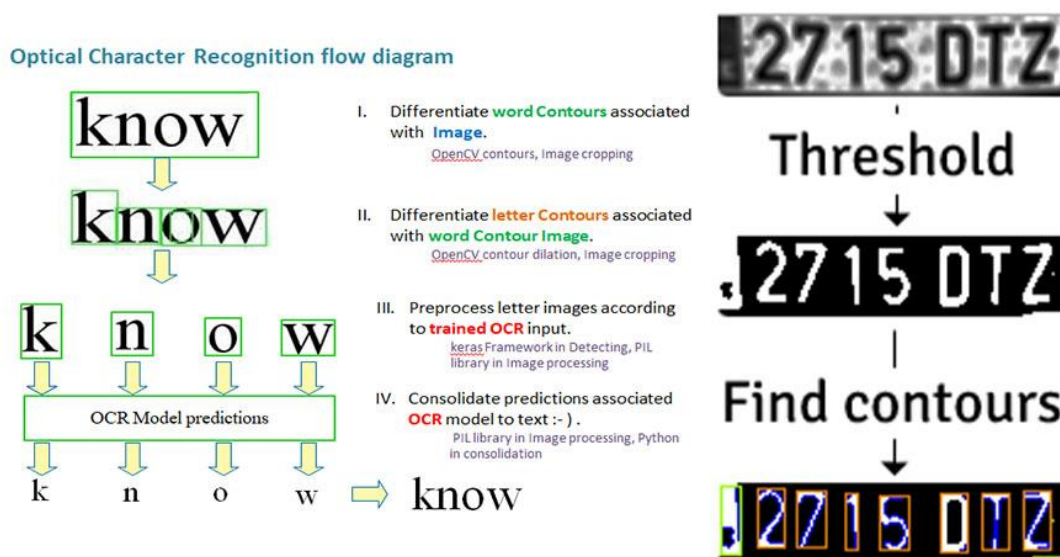 Optical Character Recognition flow diagram
know
know
k n o w
OCR Model predictions
k n o w
know
I. Differentiate word Contours associated
with Image.
OpenCV contours, Image cropping
II. Differentiate letter Contours associated
with word Contour Image.
OpenCV contour dilation, Image cropping
III. Preprocess letter images according
to trained OCR input.
keras Framework in Detecting, PIL
library in Image processing
IV. Consolidate predictions associated
OCR model to text :- ) .
PIL library in Image processing, Python
in consolidation
2715 DTZ
Threshold
2715 DTZ
Find contours
2715 DTZ